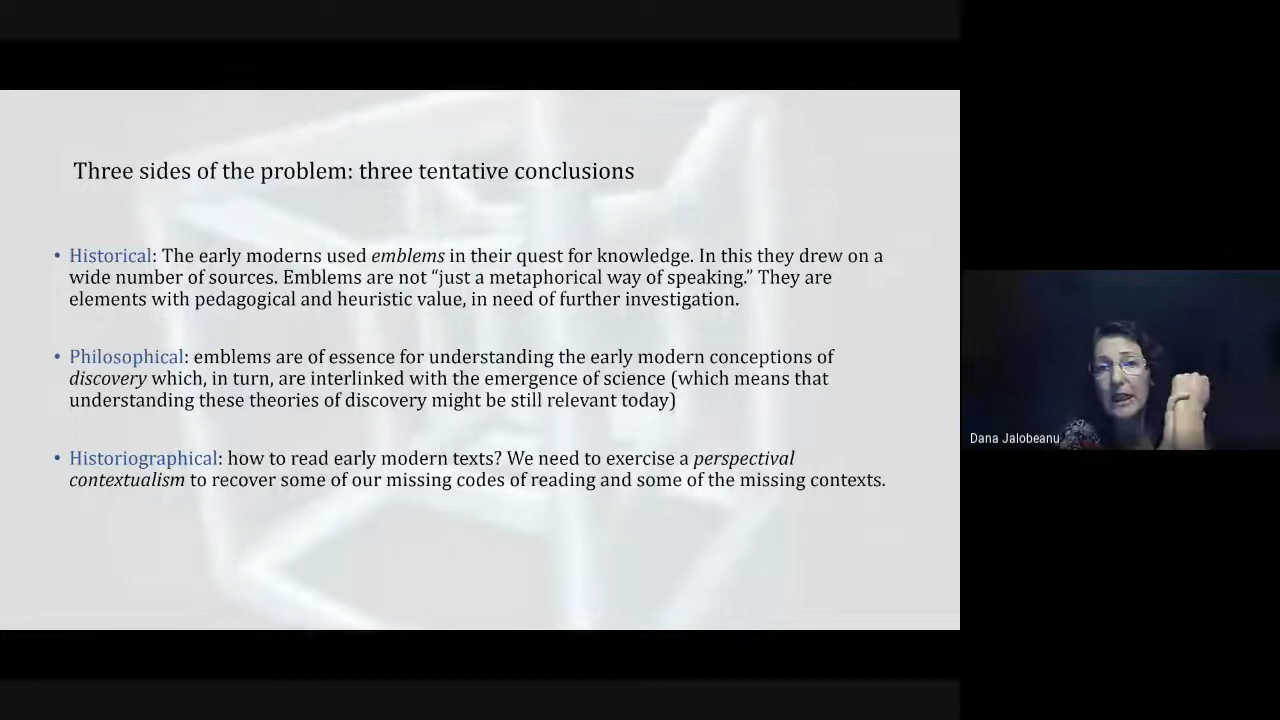 Three sides of the problem: three tentative conclusions
• Historical: The early moderns used emblems in their quest for knowledge. In this they drew on a
wide number of sources. Emblems are not “just a metaphorical way of speaking.” They are
elements with pedagogical and heuristic value, in need of further investigation.
• Philosophical: emblems are of essence for understanding the early modern conceptions of
discovery which, in turn, are interlinked with the emergence of science (which means that
understanding these theories of discovery might be still relevant today)
• Historiographical: how to read early modern texts? We need to exercise a perspectival
contextualism to recover some of our missing codes of reading and some of the missing contexts.
Dana Jalobeanu